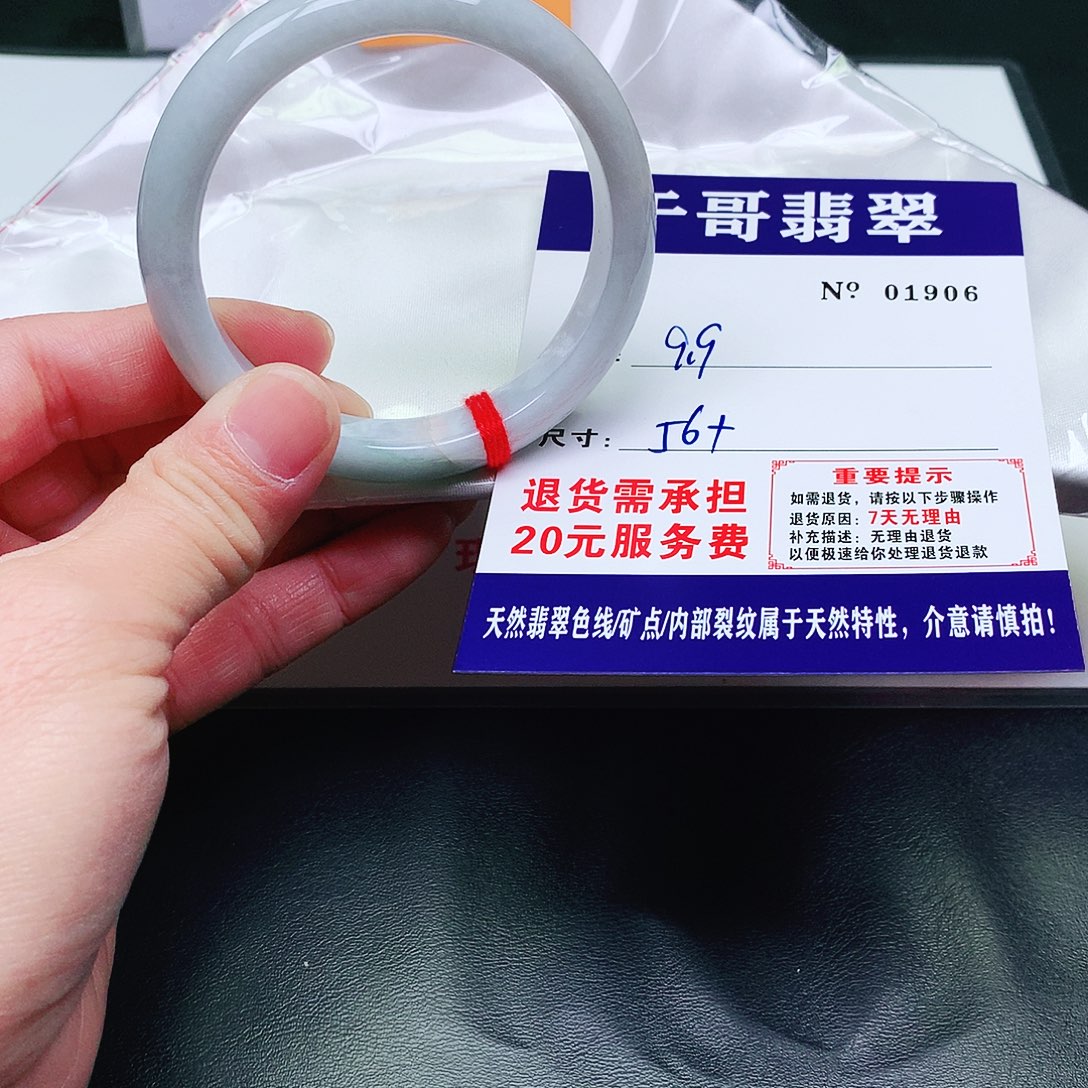 哥翡翠
Nº 01906
: 9.9
尺寸: 56+
退货需承担
20元服务费
重要提示
如需退货，请按以下步骤操作
退货原因：7天无理由
补充描述：无理由退货
以便极速给你处理退货退款
天然翡翠色线/矿点/内部裂纹属于天然特性，介意请慎拍！